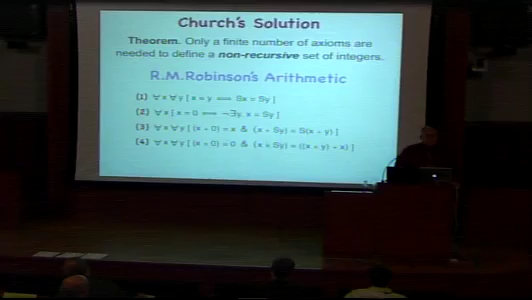 Church's Solution
Theorem. Only a finite number of axioms are
needed to define a non-recursive set of integers.
R.M.Robinson's Arithmetic
(1) ∀x∀y[x = y ⟺ Sx = Sy]
(2) ∀x[x = 0 ⟺ ¬∃y. x = Sy]
(3) ∀x∀y[(x + 0) = x & (x + Sy) = S(x + y)]
(4) ∀x∀y[(x × 0) = 0 & (x × Sy) = ((x × y) + x)]